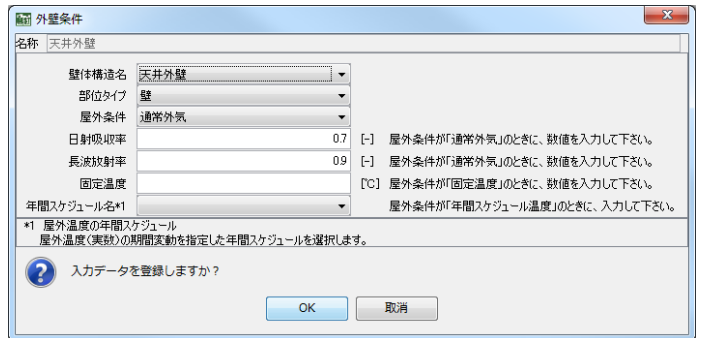 外壁条件
名称 天井外壁
壁体構造名 天井外壁
部位タイプ 壁
屋外条件 通常外気
日射吸収率 0.7 [-] 屋外条件が「通常外気」のときに、数値を入力して下さい。
長波放射率 0.9 [-] 屋外条件が「通常外気」のときに、数値を入力して下さい。
固定温度 [℃] 屋外条件が「固定温度」のときに、数値を入力して下さい。
年間スケジュール名*1 屋外条件が「年間スケジュール温度」のときに、入力して下さい。
*1 屋外温度の年間スケジュール
屋外温度(実数)の期間変動を指定した年間スケジュールを選択します。
入力データを登録しますか？
OK 取消